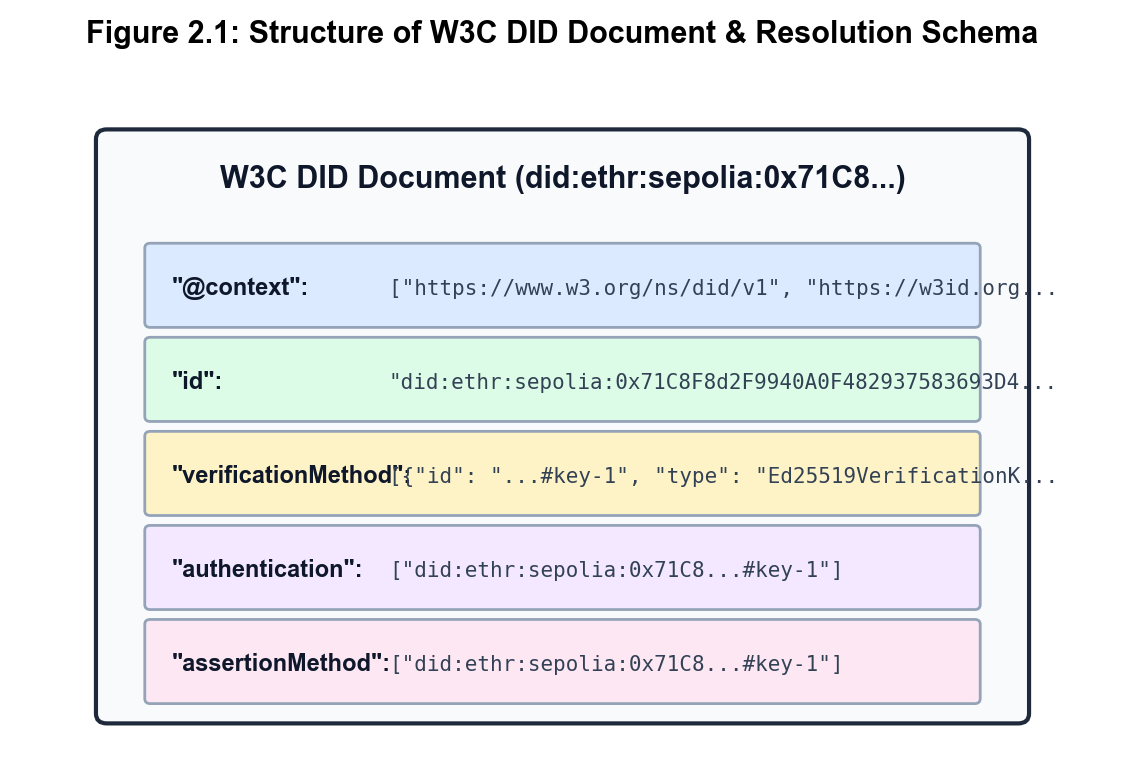 Figure 2.1: Structure of W3C DID Document & Resolution Schema
W3C DID Document (did:ethr:sepolia:0x71C8...)
"@context": ["https://www.w3.org/ns/did/v1", "https://w3id.org...
"id": "did:ethr:sepolia:0x71C8F8d2F9940A0F482937583693D4...
"verificationMethod": [{"id": "...#key-1", "type": "Ed25519VerificationK...
"authentication": ["did:ethr:sepolia:0x71C8...#key-1"]
"assertionMethod": ["did:ethr:sepolia:0x71C8...#key-1"]